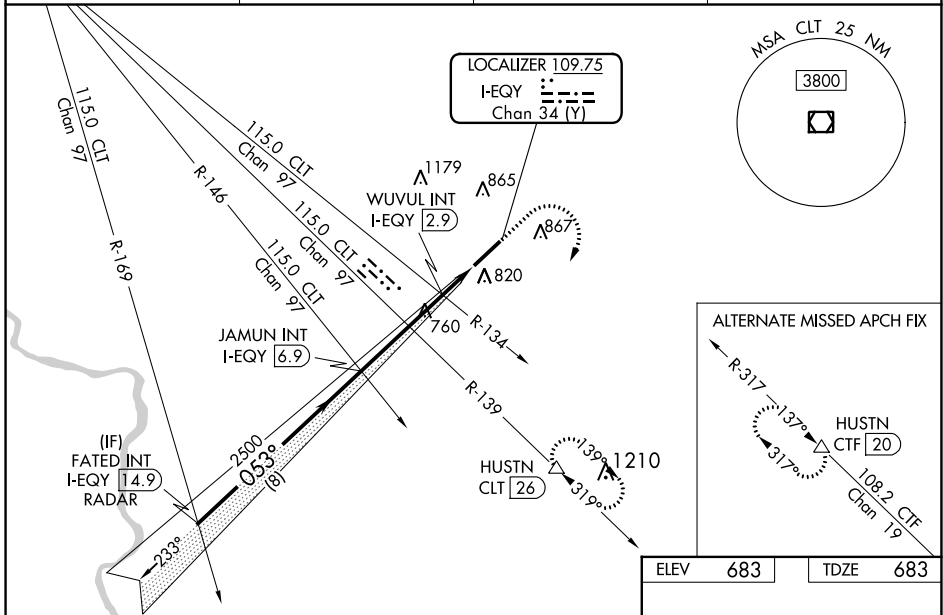 MSA CLT 25 NM
3800
LOCALIZER 109.75
I-EQY
Chan 34 (Y)
115.0 CLT
Chan 97
R-169
115.0 CLT
Chan 97
R-134
R-146
115.0 CLT
Chan 97
115.0 CLT
Chan 97
R-139
1179
865
867
820
760
WUVUL INT
I-EQY 2.9
JAMUN INT
I-EQY 6.9
(IF)
FATED INT
I-EQY 14.9
RADAR
2500
053°
(8)
233°
HUSTN
CLT 26
139°
319°
1210
ALTERNATE MISSED APCH FIX
R-317
137°
317°
HUSTN
CTF 20
108.2 CTF
Chan 19
ELEV 683
TDZE 683